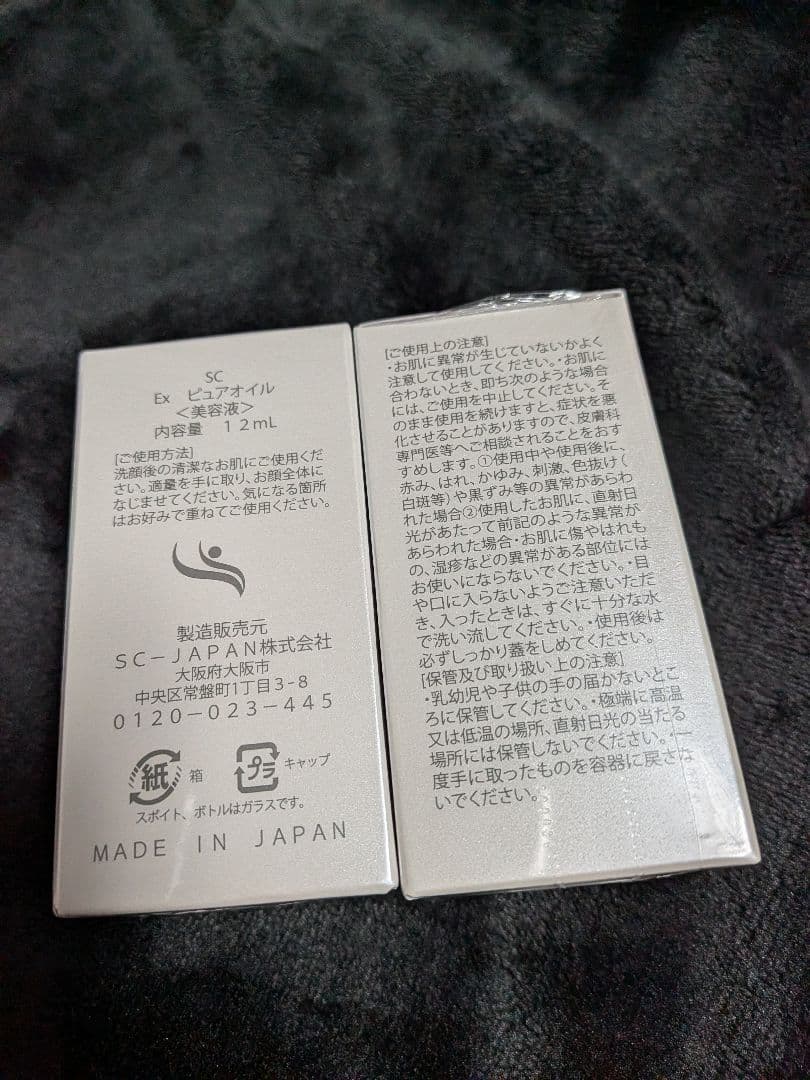 SC
Ex ピュアオイル
＜美容液＞
内容量 １２mL
[ご使用方法]
洗顔後の清潔なお肌にご使用くだ
さい。適量を手に取り、お顔全体に
なじませてください。気になる箇所
はお好みで重ねてご使用ください。
製造販売元
ＳＣ－ＪＡＰＡＮ株式会社
大阪府大阪市
中央区常盤町1丁目3-8
０１２０－０２３－４４５
紙 箱
プラ キャップ
スポイト、ボトルはガラスです。
MADE IN JAPAN
[ご使用上の注意]
・お肌に異常が生じていないかよく
注意して使用してください。・お肌に
合わないとき、即ち次のような場合
には、ご使用を中止してください。そ
のまま使用を続けますと、症状を悪
化させることがありますので、皮膚科
専門医等へご相談されることをおす
すめします。①使用中や使用後に、
赤み、はれ、かゆみ、刺激、色抜け（
白斑等）や黒ずみ等の異常があらわ
れた場合②使用したお肌に、直射日
光があたって前記のような異常が
あらわれた場合・お肌に傷やはれも
の、湿疹などの異常がある部位には
お使いにならないでください。・目
や口に入らないようご注意いただ
き、入ったときは、すぐに十分な水
で洗い流してください。・使用後は
必ずしっかり蓋をしめてください。
[保管及び取り扱い上の注意]
・乳幼児や子供の手の届かないとこ
ろに保管してください。・極端に高温
又は低温の場所、直射日光の当たる
場所には保管しないでください。・一
度手に取ったものを容器に戻さな
いでください。